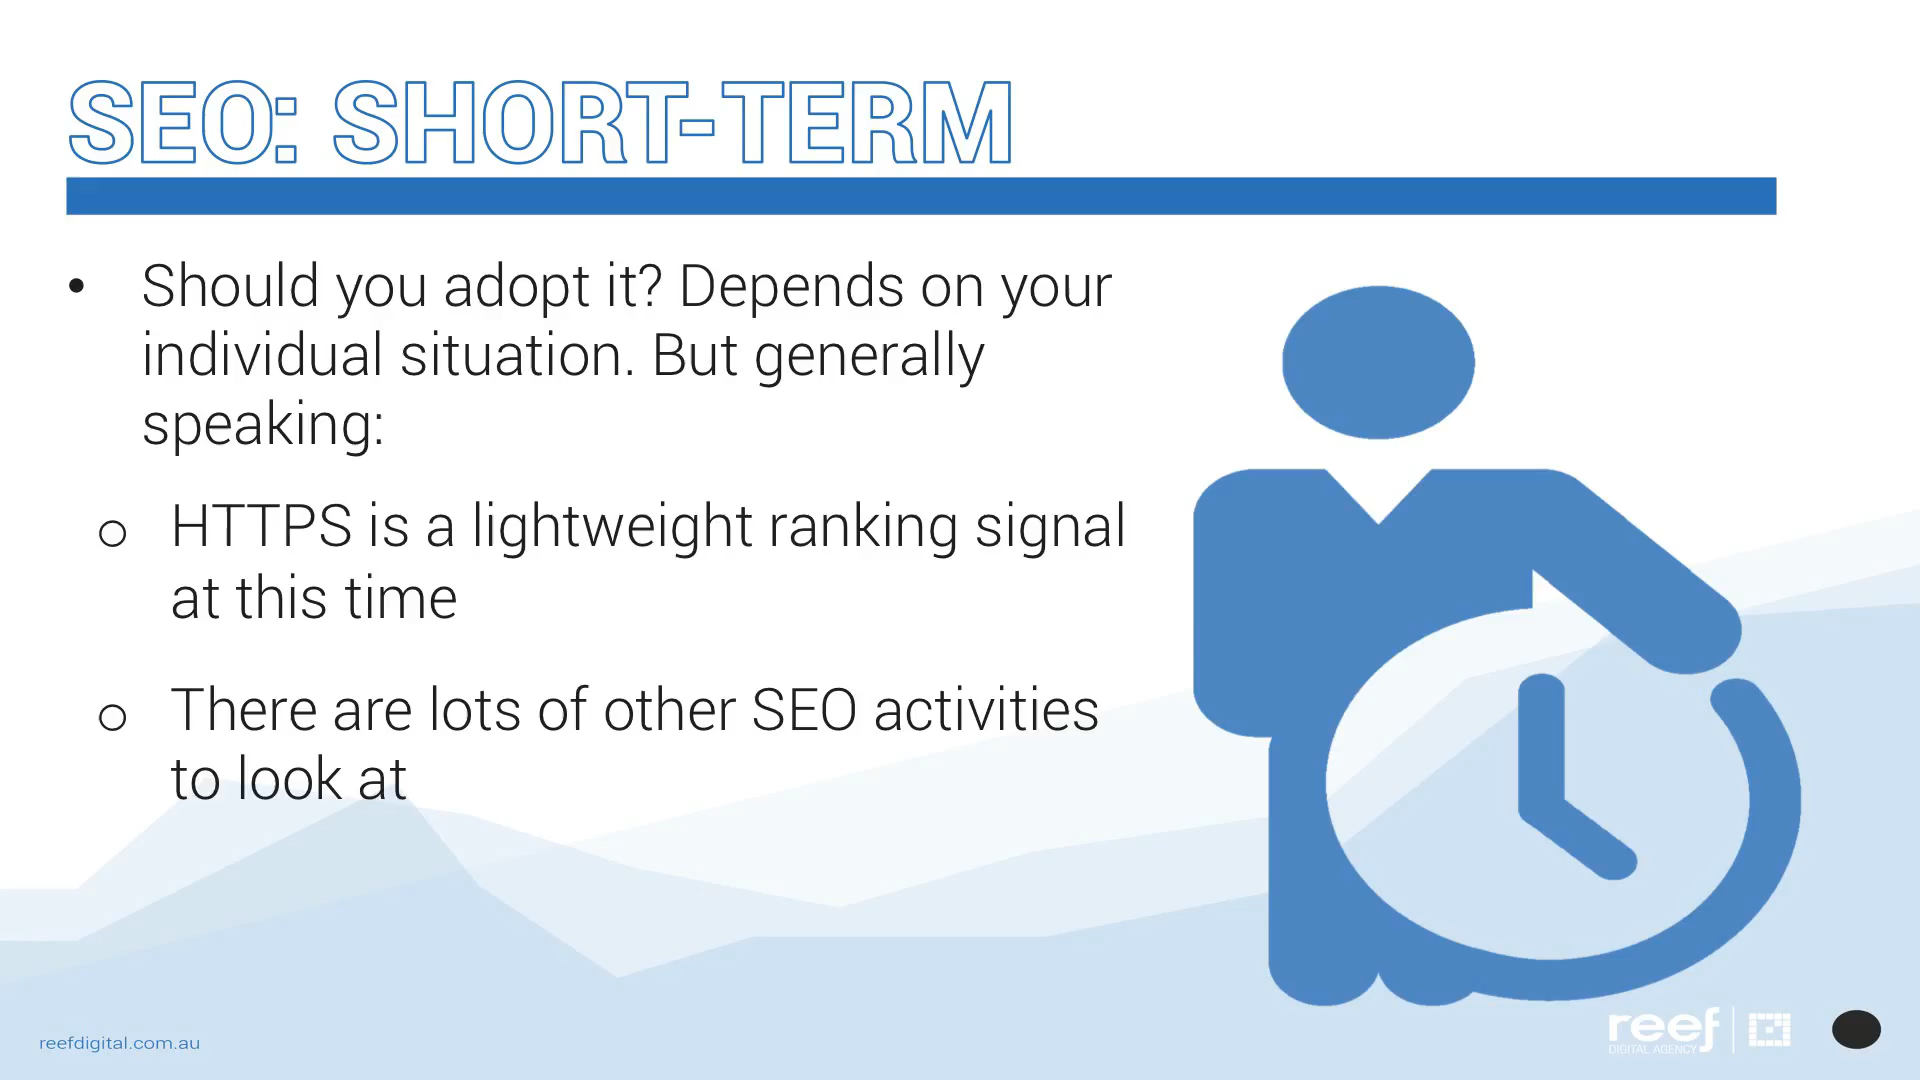 SEO: SHORT-TERM
• Should you adopt it? Depends on your
individual situation. But generally
speaking:
o HTTPS is a lightweight ranking signal
at this time
o There are lots of other SEO activities
to look at
reefdigital.com.au
reef
DIGITAL AGENCY